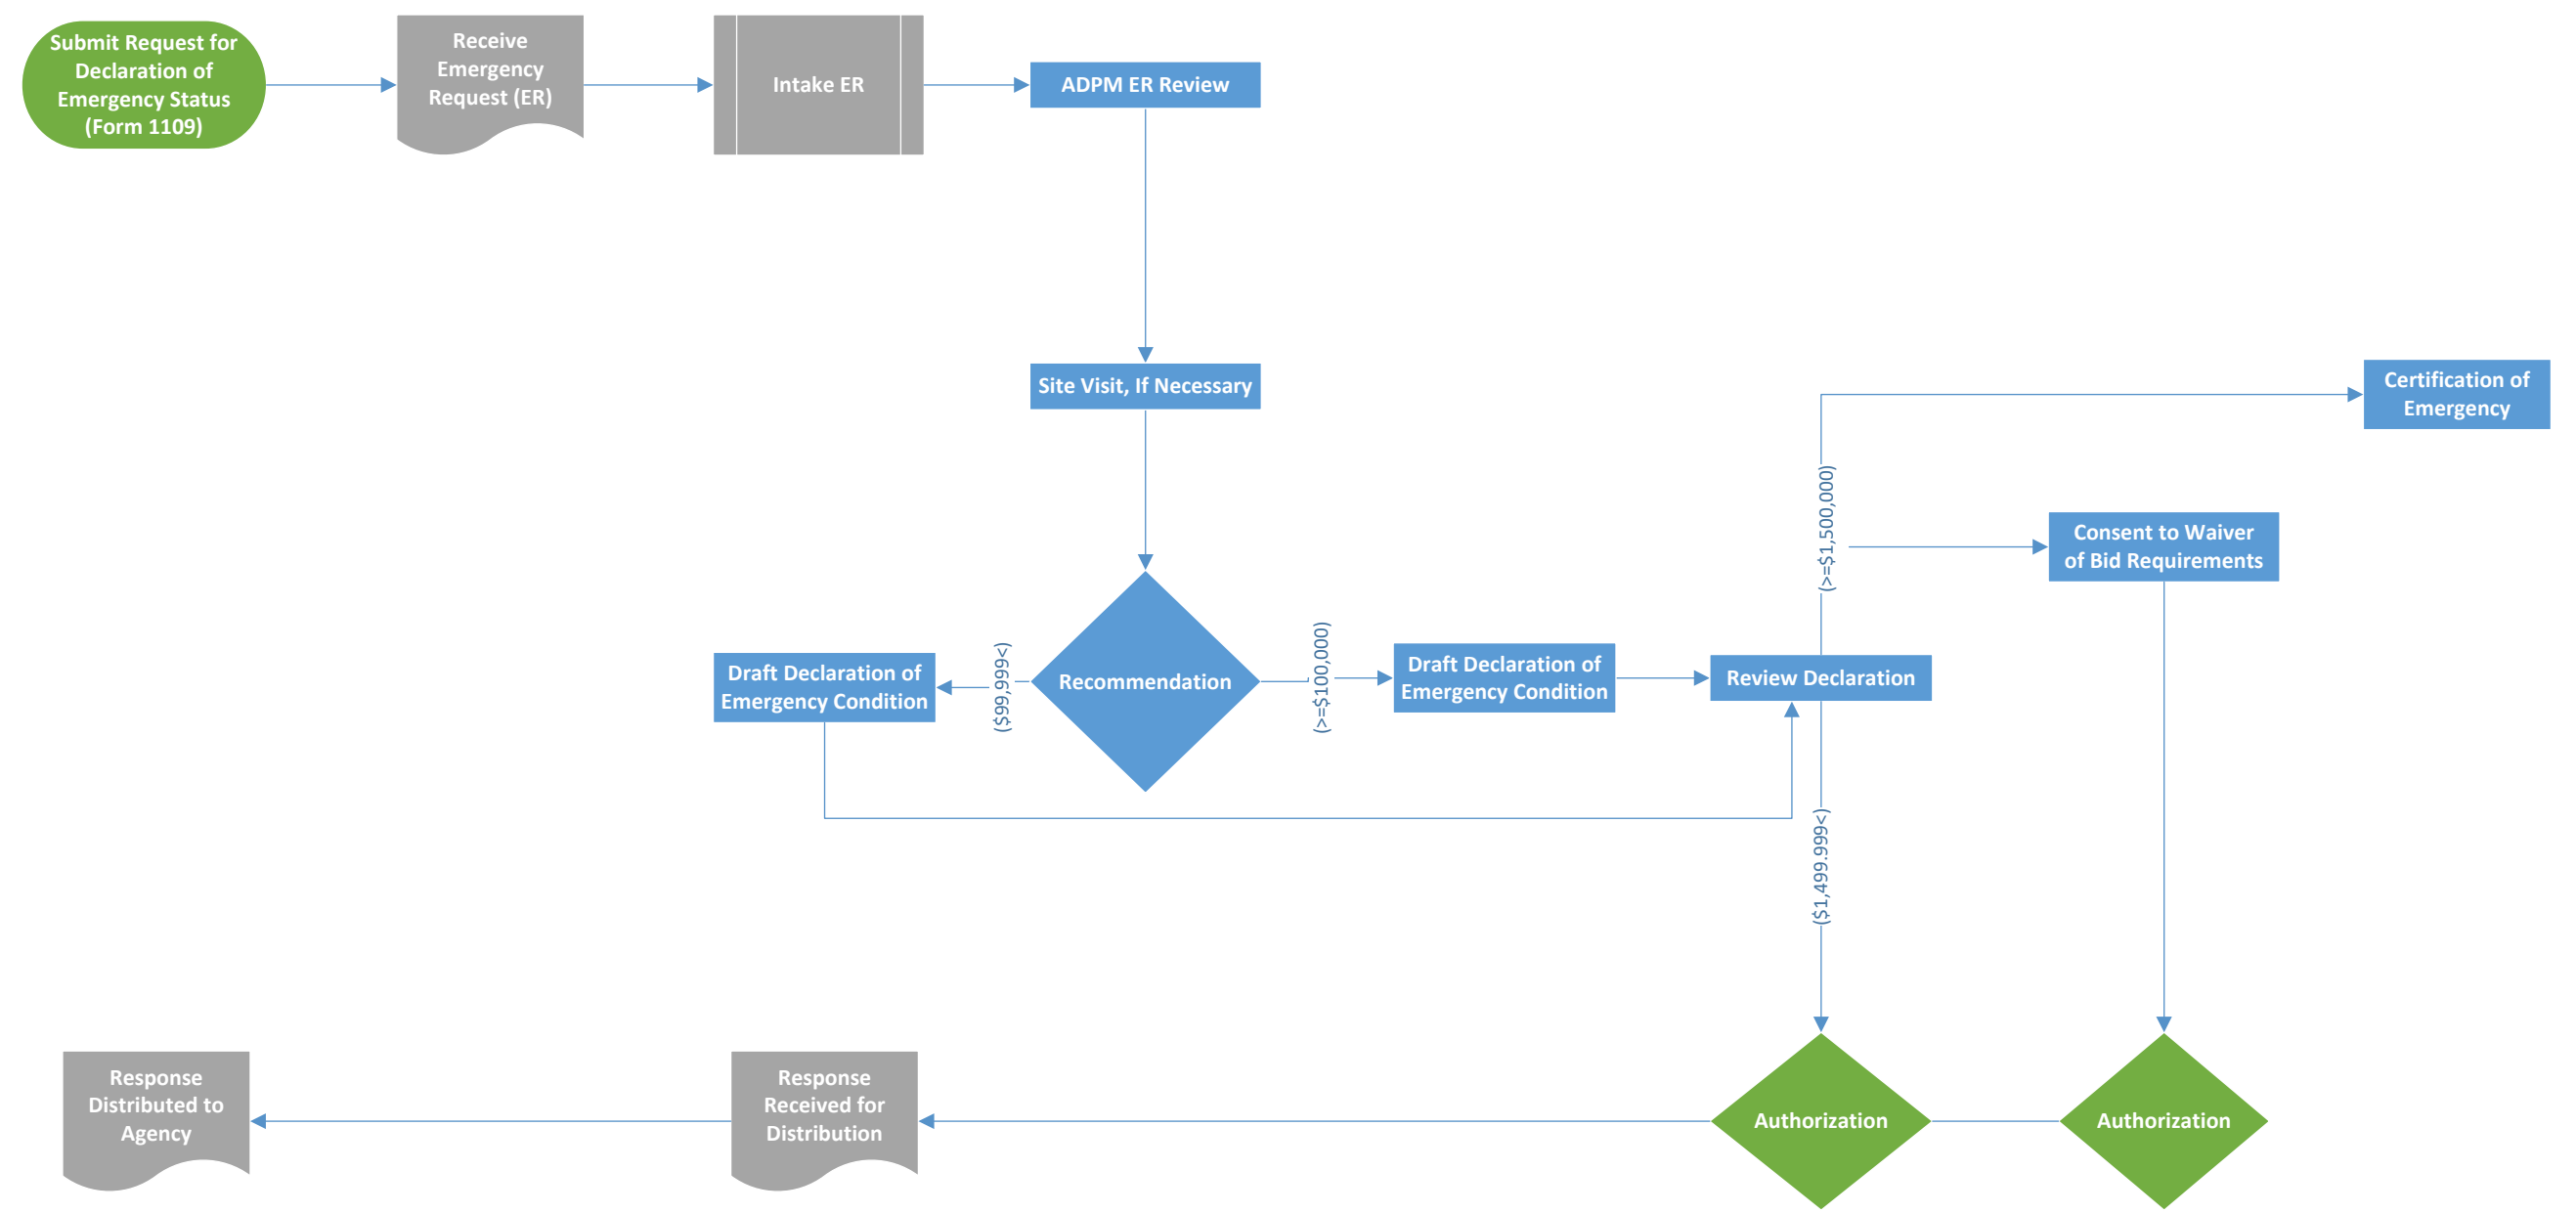 Submit Request for
Declaration of
Emergency Status
(Form 1109)
Receive
Emergency
Request (ER)
Intake ER
ADPM ER Review
Site Visit, If Necessary
Certification of
Emergency
(>=$1,500,000)
Consent to Waiver
of Bid Requirements
Draft Declaration of
Emergency Condition
($99,999<)
Recommendation
(>=$100,000)
Draft Declaration of
Emergency Condition
Review Declaration
($1,499.999<)
Response
Distributed to
Agency
Response
Received for
Distribution
Authorization
Authorization